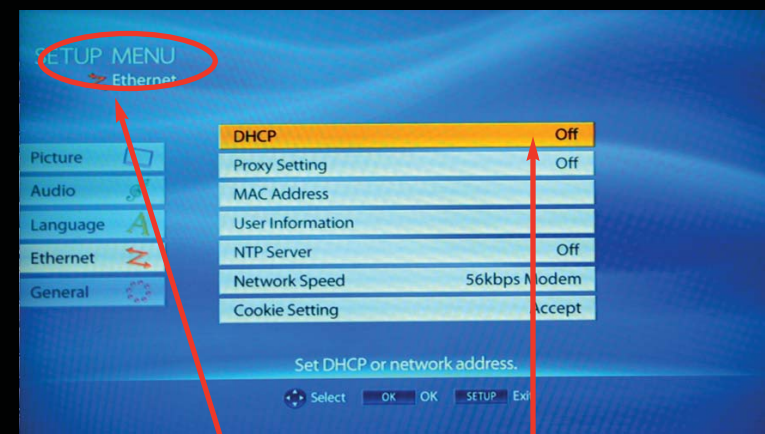 SETUP MENU
Ethernet
DHCP Off
Picture
Proxy Setting Off
Audio
MAC Address
Language
User Information
Ethernet
NTP Server Off
General
Network Speed 56kbps Modem
Cookie Setting Accept
Set DHCP or network address.
Select OK OK SETUP Exit